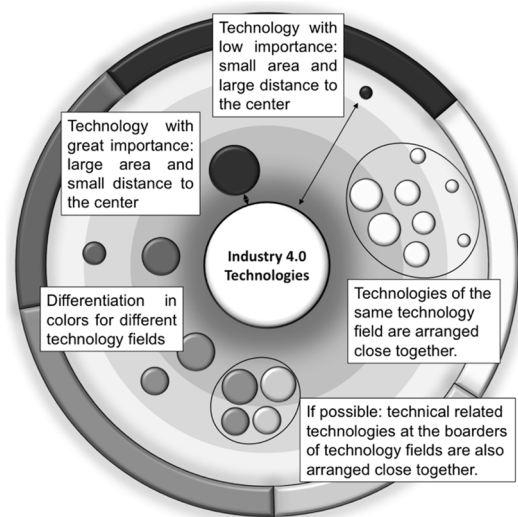 Technology with
low importance:
small area and
large distance to
the center
Technology with
great importance:
large area and
small distance to
the center
Industry 4.0
Technologies
Differentiation in
colors for different
technology fields
Technologies of the
same technology
field are arranged
close together.
If possible: technical related
technologies at the boarders
of technology fields are also
arranged close together.